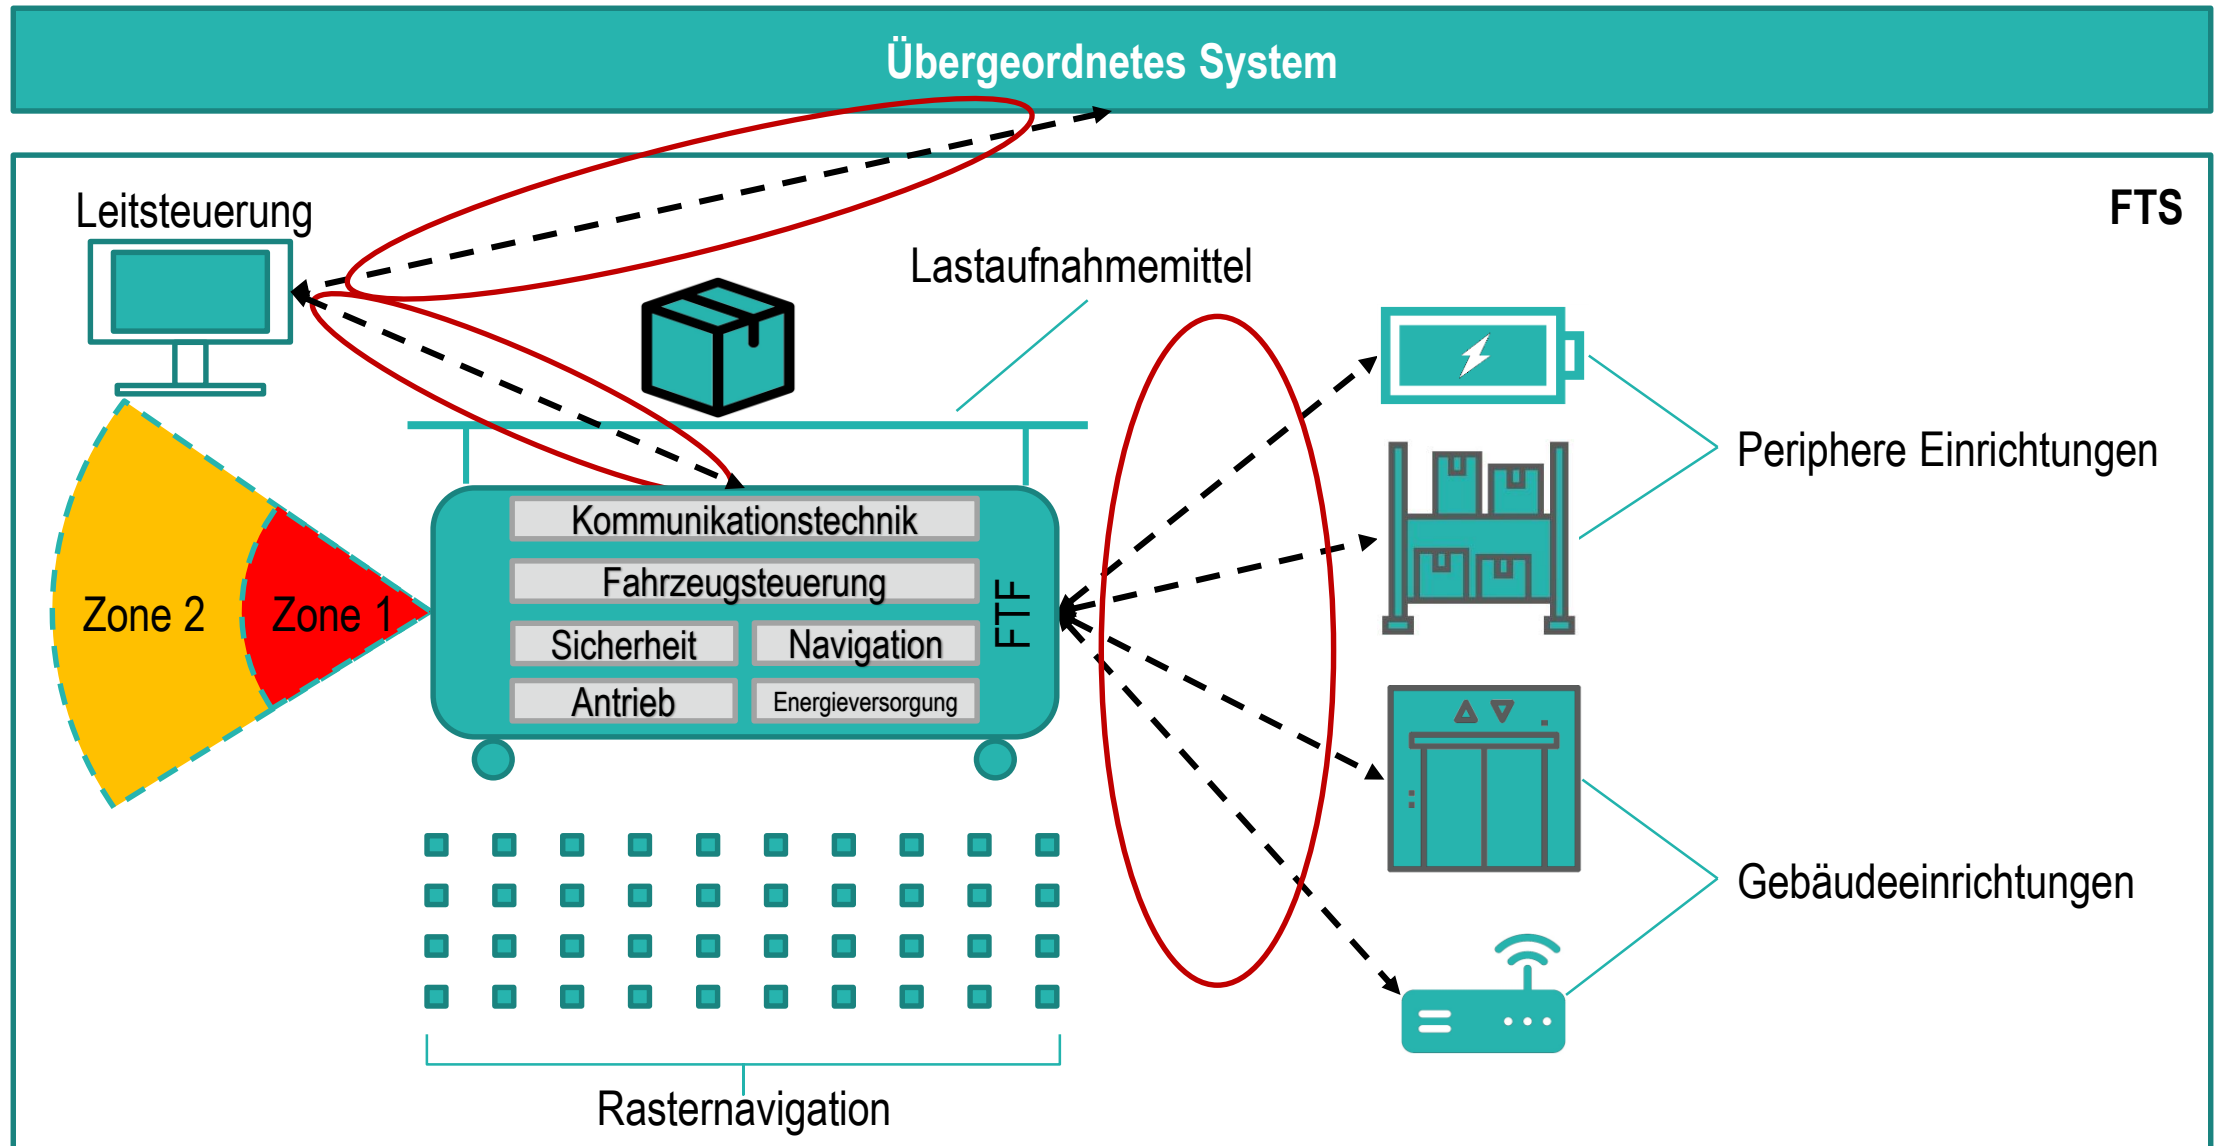 Übergeordnetes System
FTS
Leitsteuerung
Lastaufnahmemittel
Periphere Einrichtungen
Kommunikationstechnik
Fahrzeugsteuerung
Sicherheit
Navigation
Antrieb
Energieversorgung
FTF
Zone 2
Zone 1
Gebäudeeinrichtungen
Rasternavigation